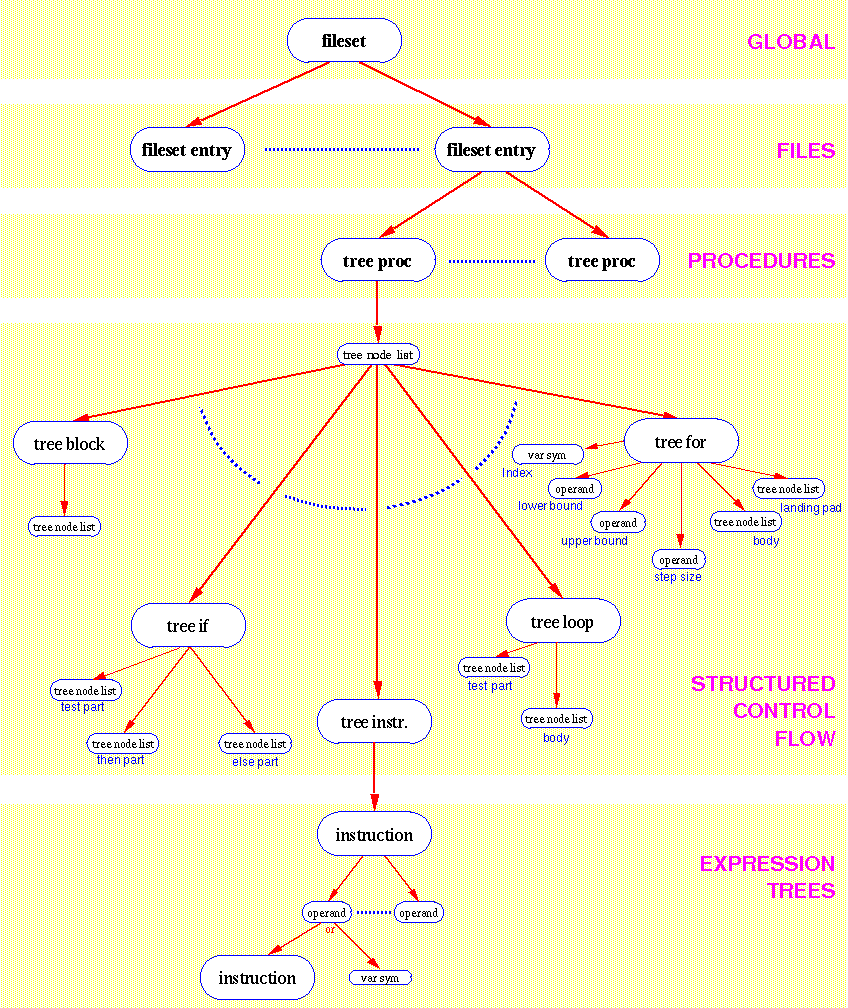 fileset
GLOBAL
fileset entry
fileset entry
FILES
tree proc
tree proc
PROCEDURES
tree node list
tree block
tree node list
tree for
var sym
Index
operand
lower bound
operand
upper bound
operand
step size
tree node list
body
tree node list
landing pad
tree if
tree node list
test part
tree node list
then part
tree node list
else part
tree instr.
tree loop
tree node list
test part
tree node list
body
STRUCTURED
CONTROL
FLOW
instruction
EXPRESSION
TREES
operand
operand
or
instruction
var sym